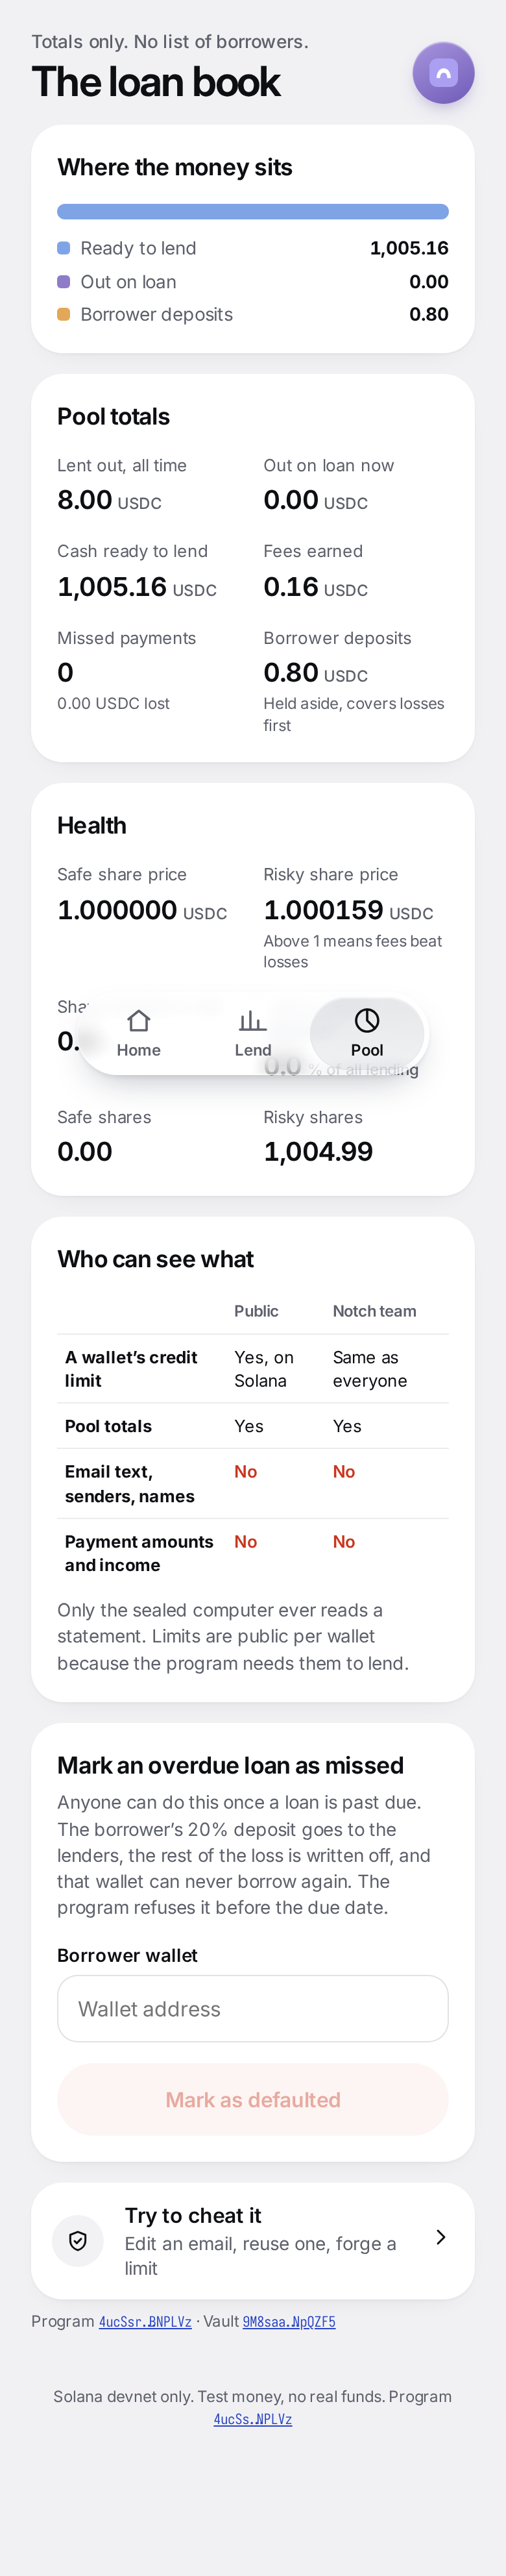 Totals only. No list of borrowers.
The loan book
Where the money sits
Ready to lend 1,005.16
Out on loan 0.00
Borrower deposits 0.80
Pool totals
Lent out, all time Out on loan now
8.00 USDC 0.00 USDC
Cash ready to lend Fees earned
1,005.16 USDC 0.16 USDC
Missed payments Borrower deposits
0 0.80 USDC
0.00 USDC lost Held aside, covers losses
first
Health
Safe share price Risky share price
1.000000 USDC 1.000159 USDC
Above 1 means fees beat
losses
Home Lend Pool
0.0 % of all lending
Safe shares Risky shares
0.00 1,004.99
Who can see what
Public Notch team
A wallet’s credit Yes, on Same as
limit Solana everyone
Pool totals Yes Yes
Email text, No No
senders, names
Payment amounts No No
and income
Only the sealed computer ever reads a
statement. Limits are public per wallet
because the program needs them to lend.
Mark an overdue loan as missed
Anyone can do this once a loan is past due.
The borrower’s 20% deposit goes to the
lenders, the rest of the loss is written off, and
that wallet can never borrow again. The
program refuses it before the due date.
Borrower wallet
Wallet address
Mark as defaulted
Try to cheat it
Edit an email, reuse one, forge a
limit
Program 4ucSsr…BNPLVz · Vault 9M8saa…NpQZF5
Solana devnet only. Test money, no real funds. Program
4ucSs…NPLVz